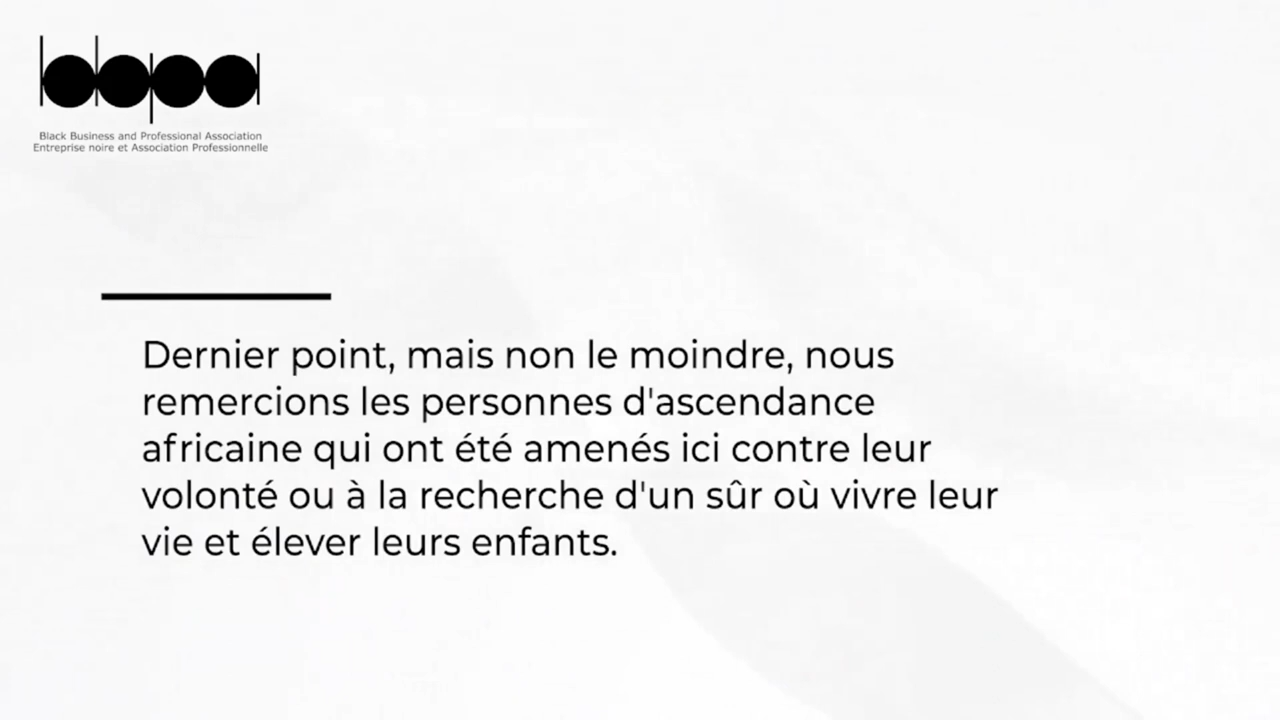 bbpa
Black Business and Professional Association
Entreprise noire et Association Professionnelle
Dernier point, mais non le moindre, nous
remercions les personnes d'ascendance
africaine qui ont été amenés ici contre leur
volonté ou à la recherche d'un sûr où vivre leur
vie et élever leurs enfants.